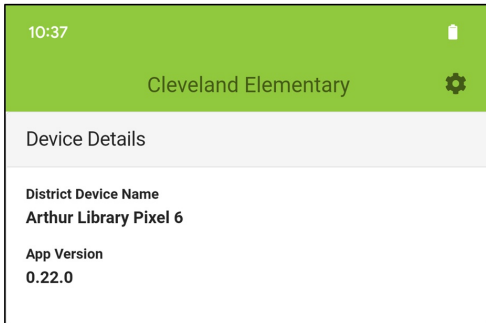 10:37
Cleveland Elementary
Device Details
District Device Name
Arthur Library Pixel 6
App Version
0.22.0